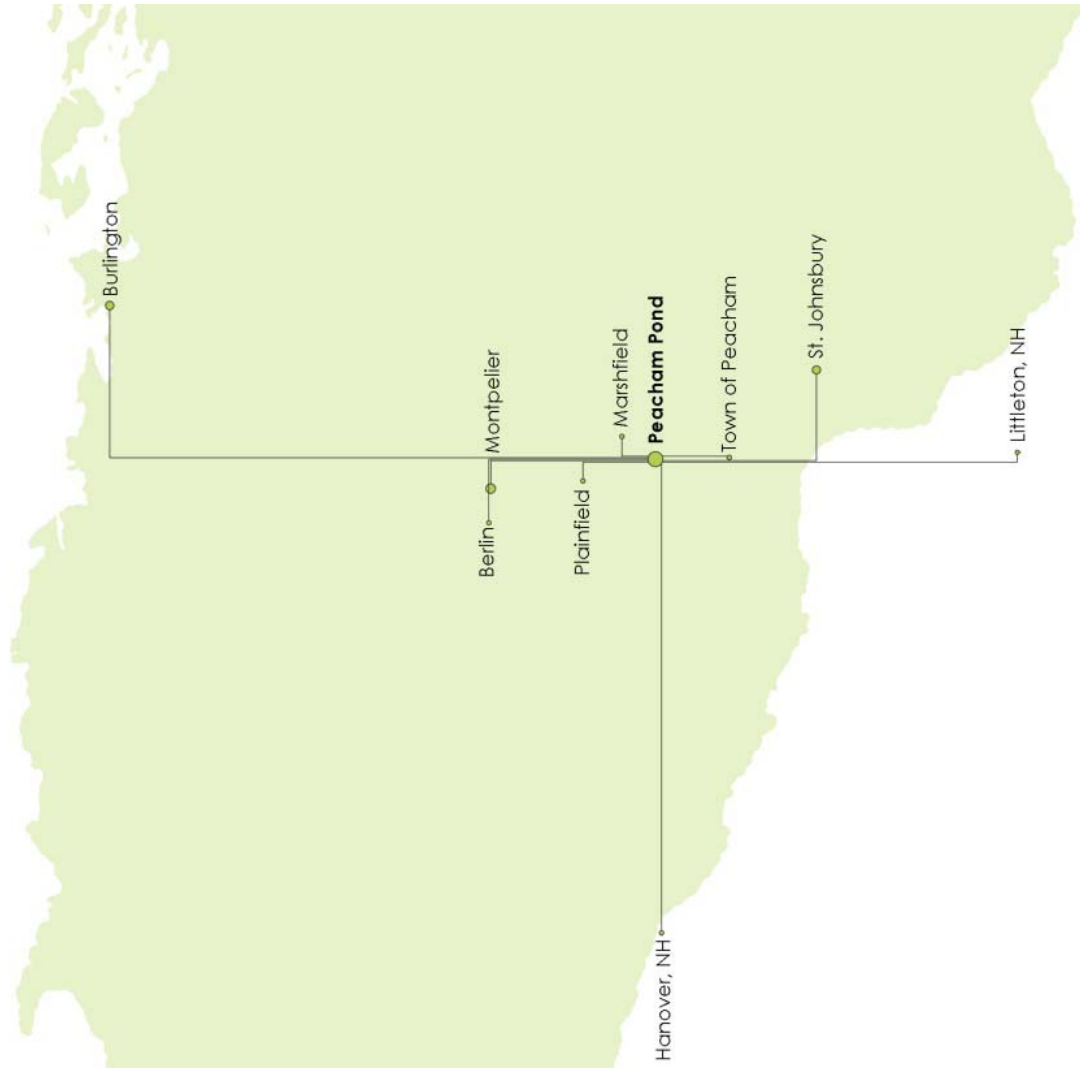 Burlington
Montpelier
Berlin
Marshfield
Plainfield
Peacham Pond
Town of Peacham
St. Johnsbury
Littleton, NH
Hanover, NH